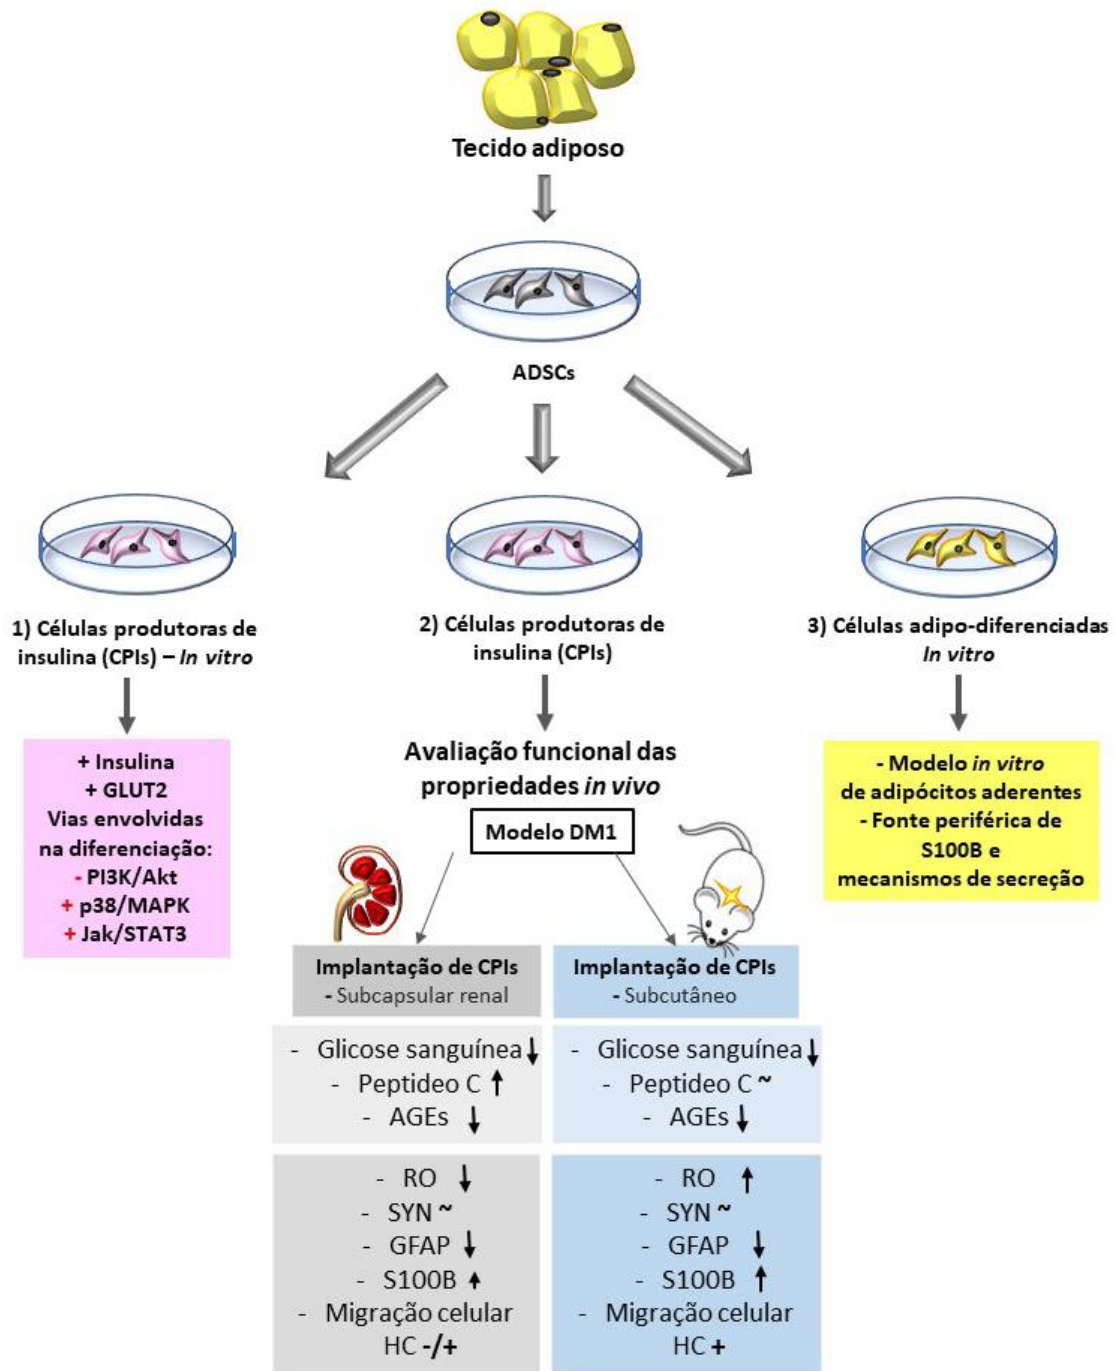 Tecido adiposo
ADSCs
1) Células produtoras de
insulina (CPIs) – In vitro
+ Insulina
+ GLUT2
Vias envolvidas
na diferenciação:
- PI3K/Akt
+ p38/MAPK
+ Jak/STAT3
2) Células produtoras de
insulina (CPIs)
Avaliação funcional das
propriedades in vivo
Modelo DM1
Implantação de CPIs
- Subcapsular renal
- Glicose sanguínea ↓
- Peptideo C ↑
- AGEs ↓
- RO ↓
- SYN ~
- GFAP ↓
- S100B ↑
- Migração celular
HC -/+
Implantação de CPIs
- Subcutâneo
- Glicose sanguínea ↓
- Peptideo C ~
- AGEs ↓
- RO ↑
- SYN ~
- GFAP ↓
- S100B ↑
- Migração celular
HC +
3) Células adipo-diferenciadas
In vitro
- Modelo in vitro
de adipócitos aderentes
- Fonte periférica de
S100B e
mecanismos de secreção